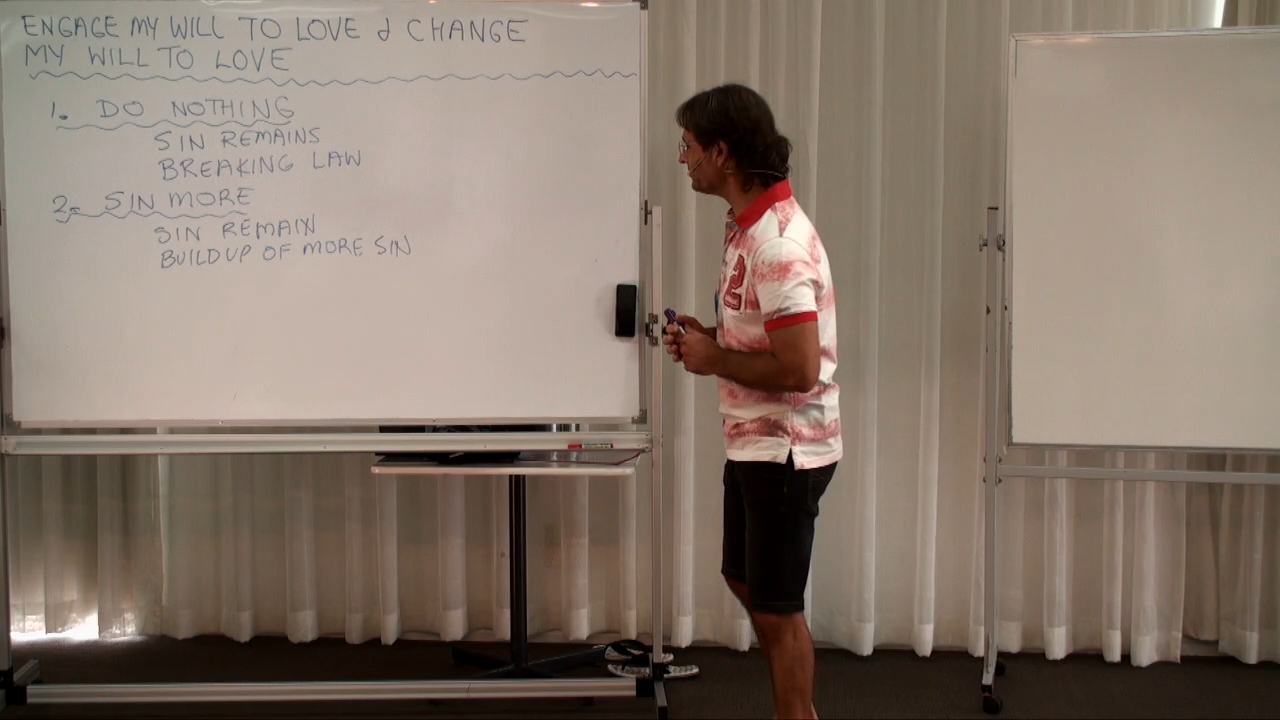 ENGAGE MY WILL TO LOVE & CHANGE
MY WILL TO LOVE
1. DO NOTHING
SIN REMAINS
BREAKING LAW
2. SIN MORE
SIN REMAIN
BUILDUP OF MORE SIN
2